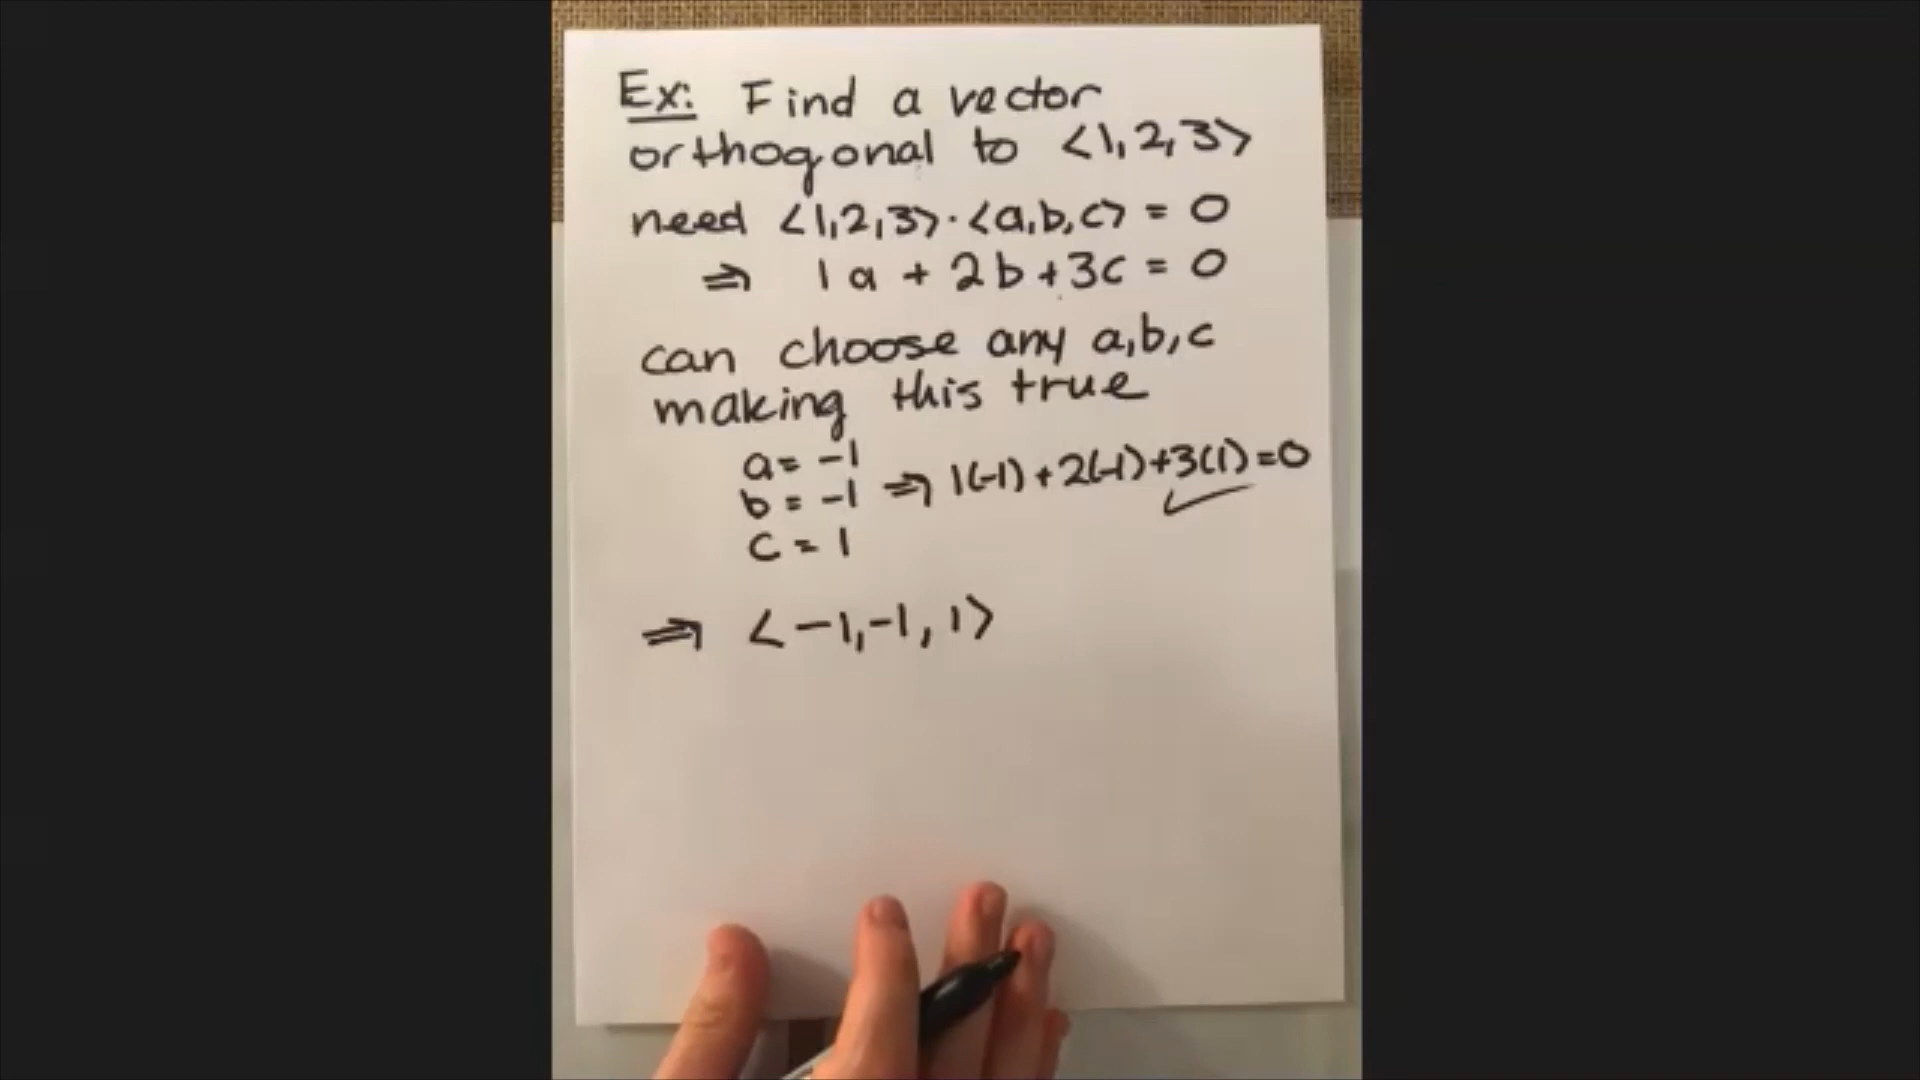 Ex: Find a vector
orthogonal to <1,2,3>
need <1,2,3>·<a,b,c> = 0
⇒ 1a + 2b + 3c = 0
can choose any a,b,c
making this true
a = -1
b = -1 ⇒ 1(-1) + 2(-1) + 3(1) = 0 ✓
c = 1
⇒ <-1,-1,1>